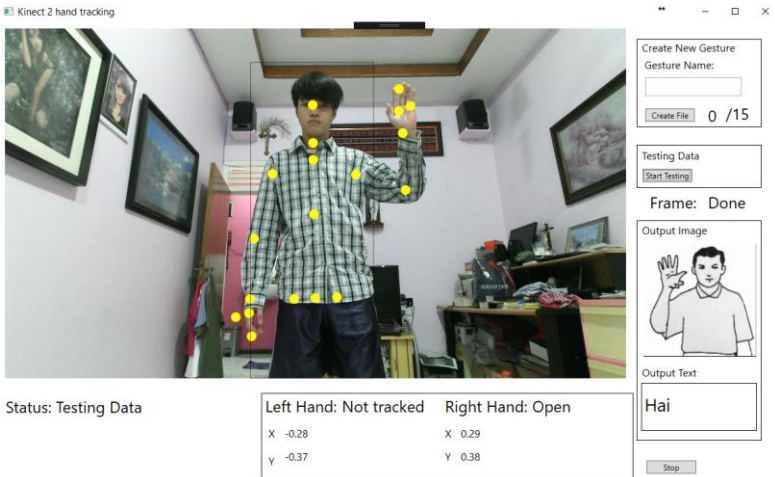 Kinect 2 hand tracking
Create New Gesture
Gesture Name:
Create File 0 /15
Testing Data
Start Testing
Frame: Done
Output Image
Output Text
Hai
Stop
Status: Testing Data
Left Hand: Not tracked Right Hand: Open
X -0.28 X 0.29
Y -0.37 Y 0.38